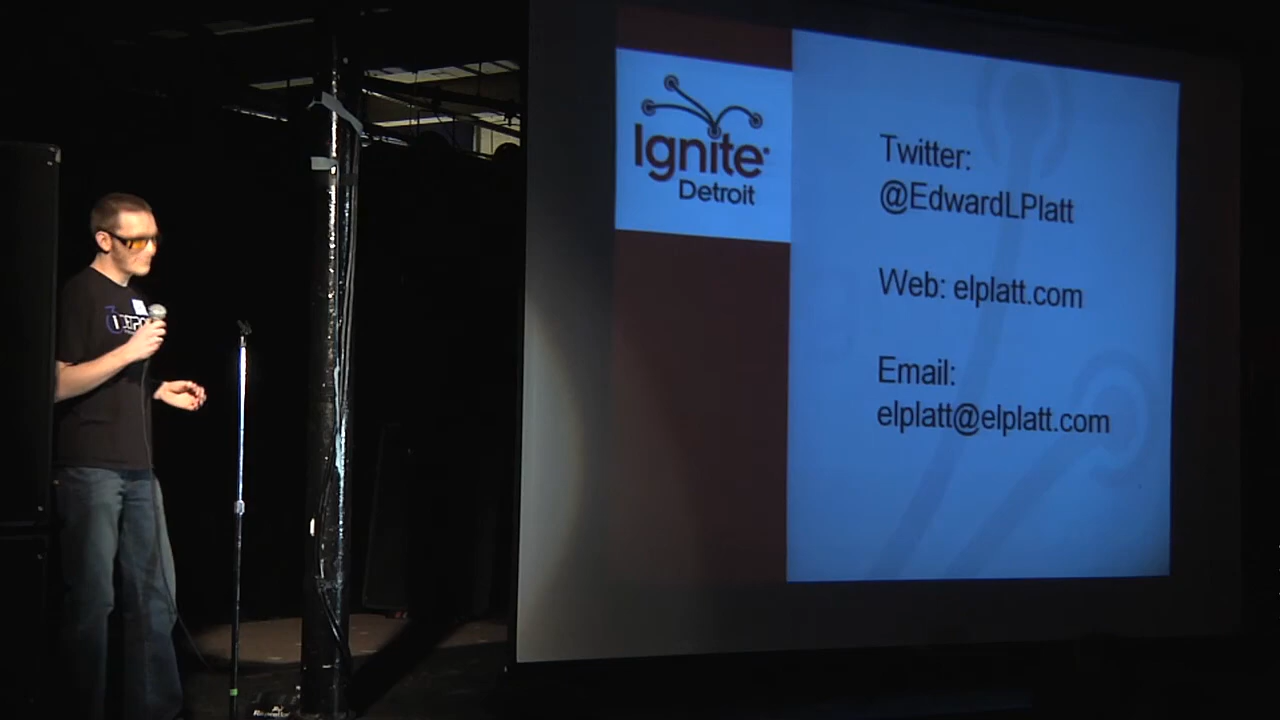 Ignite
Detroit
Twitter:
@EdwardLPlatt
Web: elplatt.com
Email:
elplatt@elplatt.com